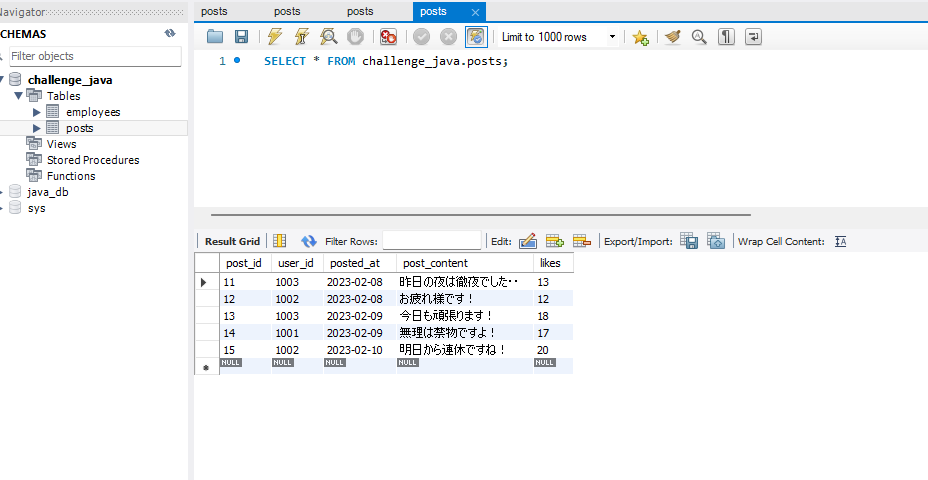 Navigator
posts posts posts posts
SCHEMAS
Filter objects
challenge_java
Tables
employees
posts
Views
Stored Procedures
Functions
java_db
sys
Limit to 1000 rows
1 SELECT * FROM challenge_java.posts;
Result Grid Filter Rows: Edit: Export/Import: Wrap Cell Content: IA
post_id user_id posted_at post_content likes
11 1003 2023-02-08 昨日の夜は徹夜でした・・ 13
12 1002 2023-02-08 お疲れ様です！ 12
13 1003 2023-02-09 今日も頑張ります！ 18
14 1001 2023-02-09 無理は禁物ですよ！ 17
15 1002 2023-02-10 明日から連休ですね！ 20
NULL NULL NULL NULL NULL